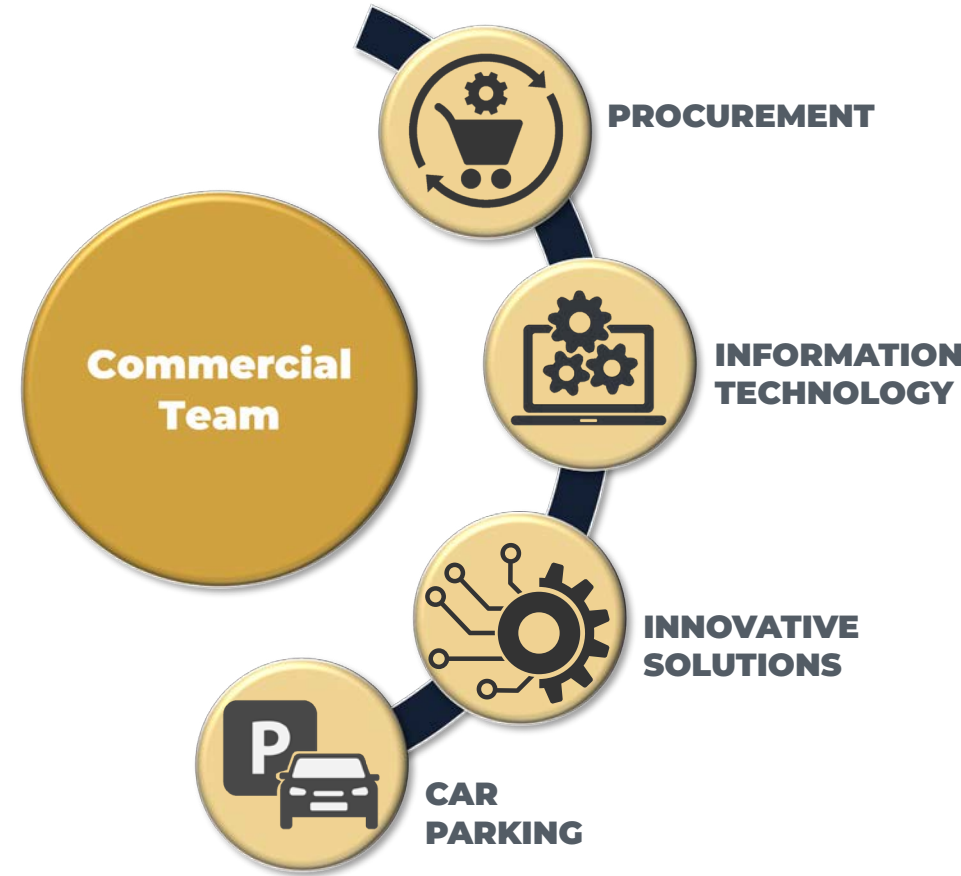 PROCUREMENT
Commercial
Team
INFORMATION
TECHNOLOGY
INNOVATIVE
SOLUTIONS
P
CAR
PARKING